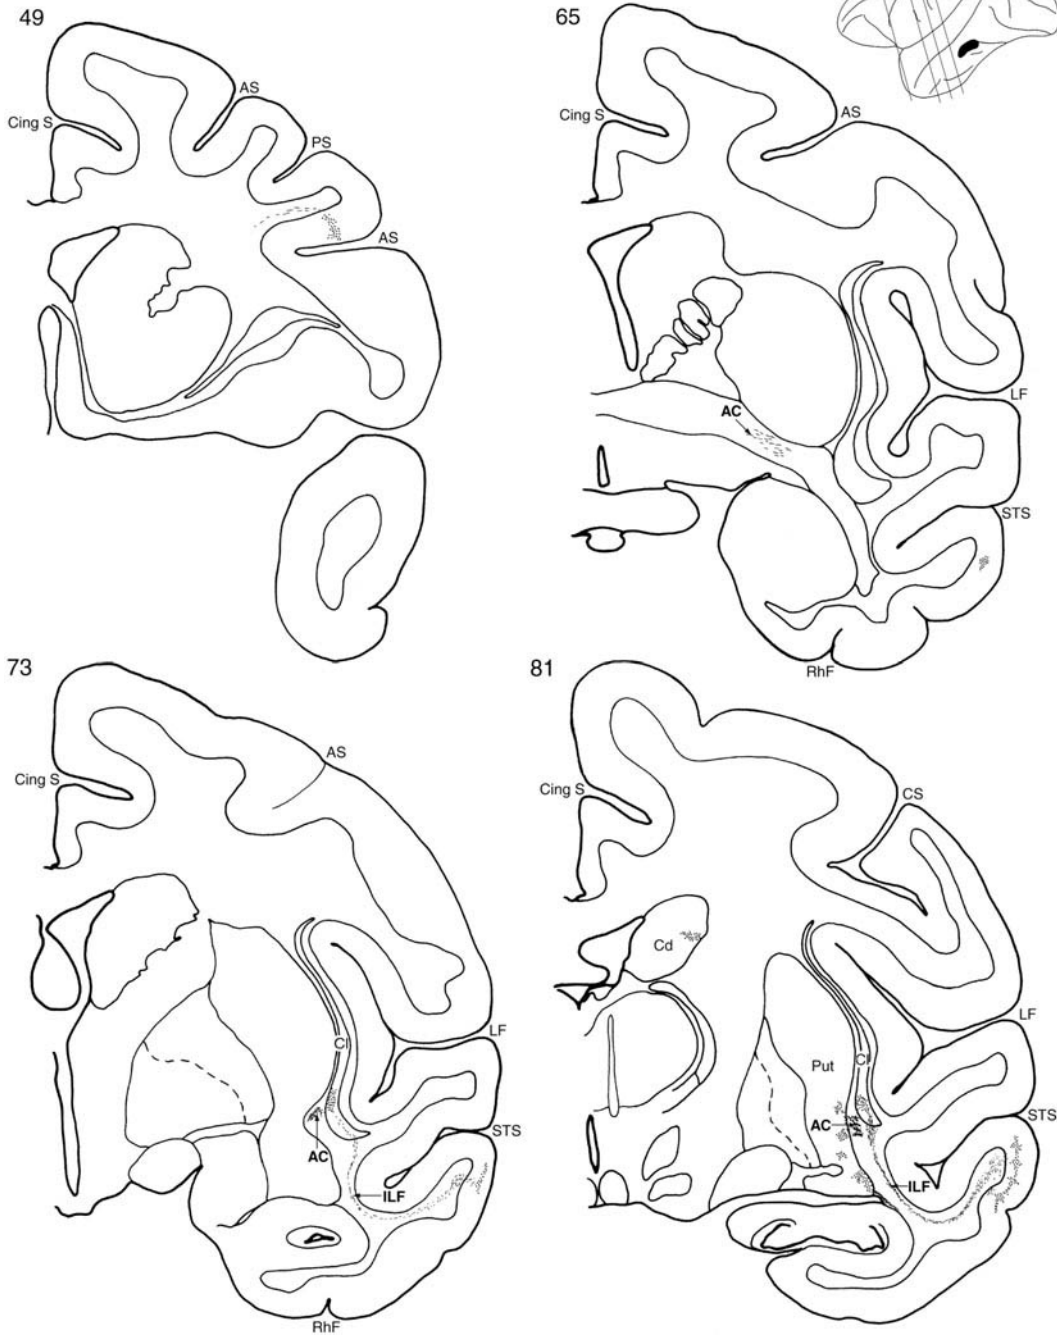 49
AS
Cing S
PS
AS
65
AS
Cing S
LF
AC
STS
RhF
73
AS
Cing S
LF
Cl
STS
AC
ILF
RhF
81
Cing S
CS
Cd
LF
Put
Cl
AC
STS
ILF